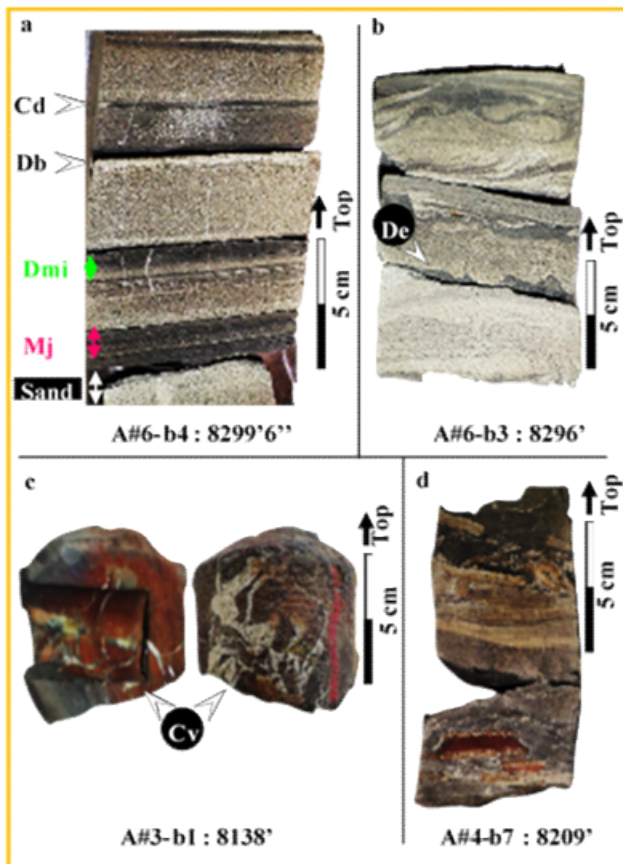 a
Cd
Db
Top
Dmi
5 cm
Mj
Sand
A#6-b4 : 8299’6’’
b
De
Top
5 cm
A#6-b3 : 8296’
c
Top
5 cm
Cv
A#3-b1 : 8138’
d
Top
5 cm
A#4-b7 : 8209’